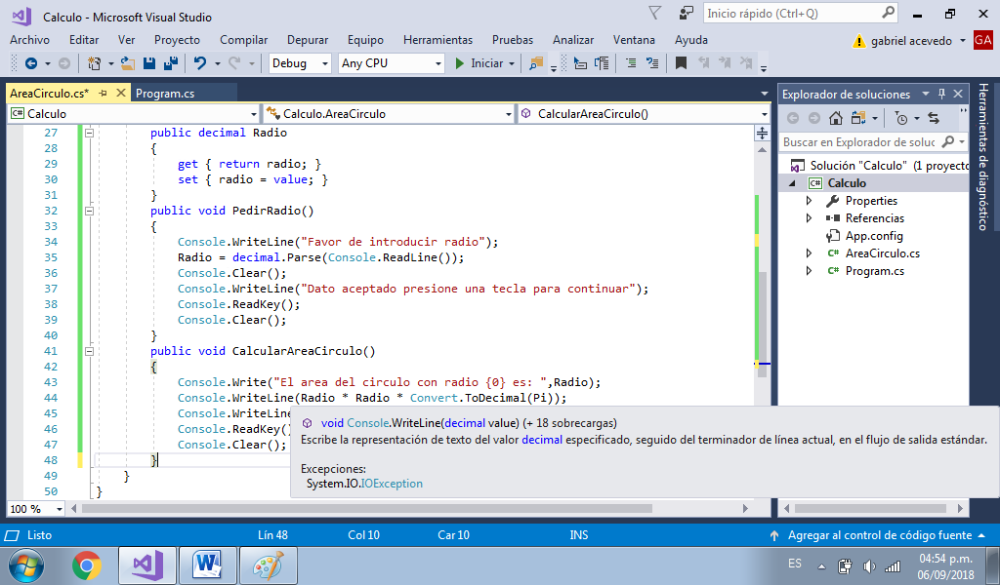 Calculo - Microsoft Visual Studio
Inicio rápido (Ctrl+Q)
Archivo Editar Ver Proyecto Compilar Depurar Equipo Herramientas Pruebas Analizar Ventana Ayuda gabriel acevedo GA
Debug Any CPU Iniciar
AreaCirculo.cs* Program.cs
C# Calculo Calculo.AreaCirculo CalcularAreaCirculo()
27 public decimal Radio
28 {
29 get { return radio; }
30 set { radio = value; }
31 }
32 public void PedirRadio()
33 {
34 Console.WriteLine("Favor de introducir radio");
35 Radio = decimal.Parse(Console.ReadLine());
36 Console.Clear();
37 Console.WriteLine("Dato aceptado presione una tecla para continuar");
38 Console.ReadKey();
39 Console.Clear();
40 }
41 public void CalcularAreaCirculo()
42 {
43 Console.Write("El area del circulo con radio {0} es: ",Radio);
44 Console.WriteLine(Radio * Radio * Convert.ToDecimal(Pi));
45 Console.WriteLine
46 Console.ReadKey()
47 Console.Clear();
48 }
49 }
50 }
void Console.WriteLine(decimal value) (+ 18 sobrecargas)
Escribe la representación de texto del valor decimal especificado, seguido del terminador de línea actual, en el flujo de salida estándar.
Excepciones:
System.IO.IOException
100 %
Explorador de soluciones
Buscar en Explorador de soluc
Solución "Calculo" (1 proyecto
C# Calculo
Properties
Referencias
App.config
C# AreaCirculo.cs
C# Program.cs
Herramientas de diagnóstico
Listo Lín 48 Col 10 Car 10 INS Agregar al control de código fuente
ES 04:54 p.m.
06/09/2018